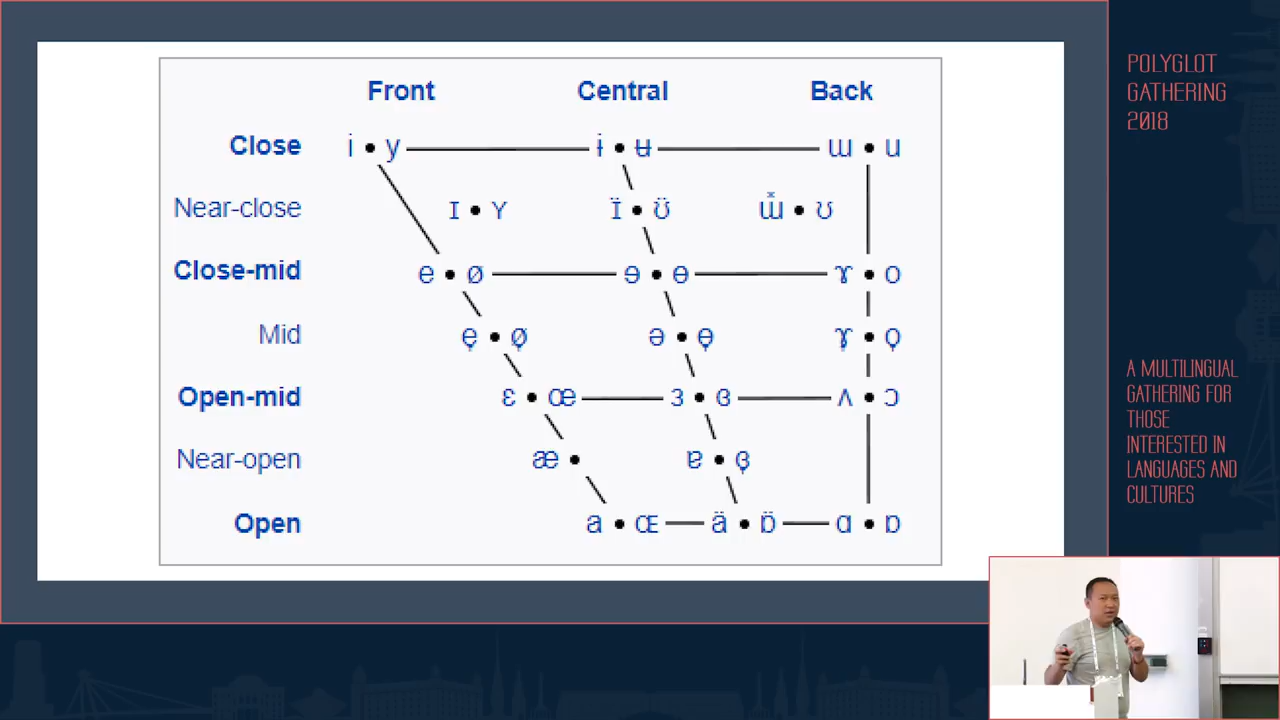 Front Central Back
Close i • y ɨ • ʉ ɯ • u
Near-close ɪ • ʏ ɪ̈ • ʊ̈ ɯ̽ • ʊ
Close-mid e • ø ɘ • ɵ ɤ • o
Mid e̞ • ø̞ ə • ɵ̞ ɤ̞ • o̞
Open-mid ɛ • œ ɜ • ɞ ʌ • ɔ
Near-open æ • ɐ • ɞ̞
Open a • ɶ ä • ɒ̈ ɑ • ɒ
POLYGLOT
GATHERING
2018
A MULTILINGUAL
GATHERING FOR
THOSE
INTERESTED IN
LANGUAGES AND
CULTURES